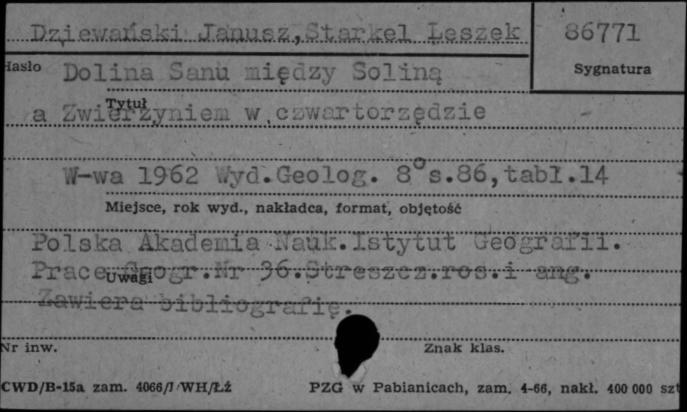 Dziewański Janusz, Starkel Leszek
86771
Hasło
Sygnatura
Dolina Sanu między Soliną
Tytuł
a Zwierzyniem w czwartorzędzie
W-wa 1962 Wyd.Geolog. 8° s.86,tabl.14
Miejsce, rok wyd., nakładca, format, objętość
Polska Akademia Nauk.Istytut Geografii.
Prace Geogr.Nr 36.Streszcz.ros.i ang.
Uwagi
Zawiera bibliografię.
Nr inw.
Znak klas.
CWD/B-15a zam. 4066/J WH/Łź
PZG w Pabianicach, zam. 4-66, nakł. 400 000 szt